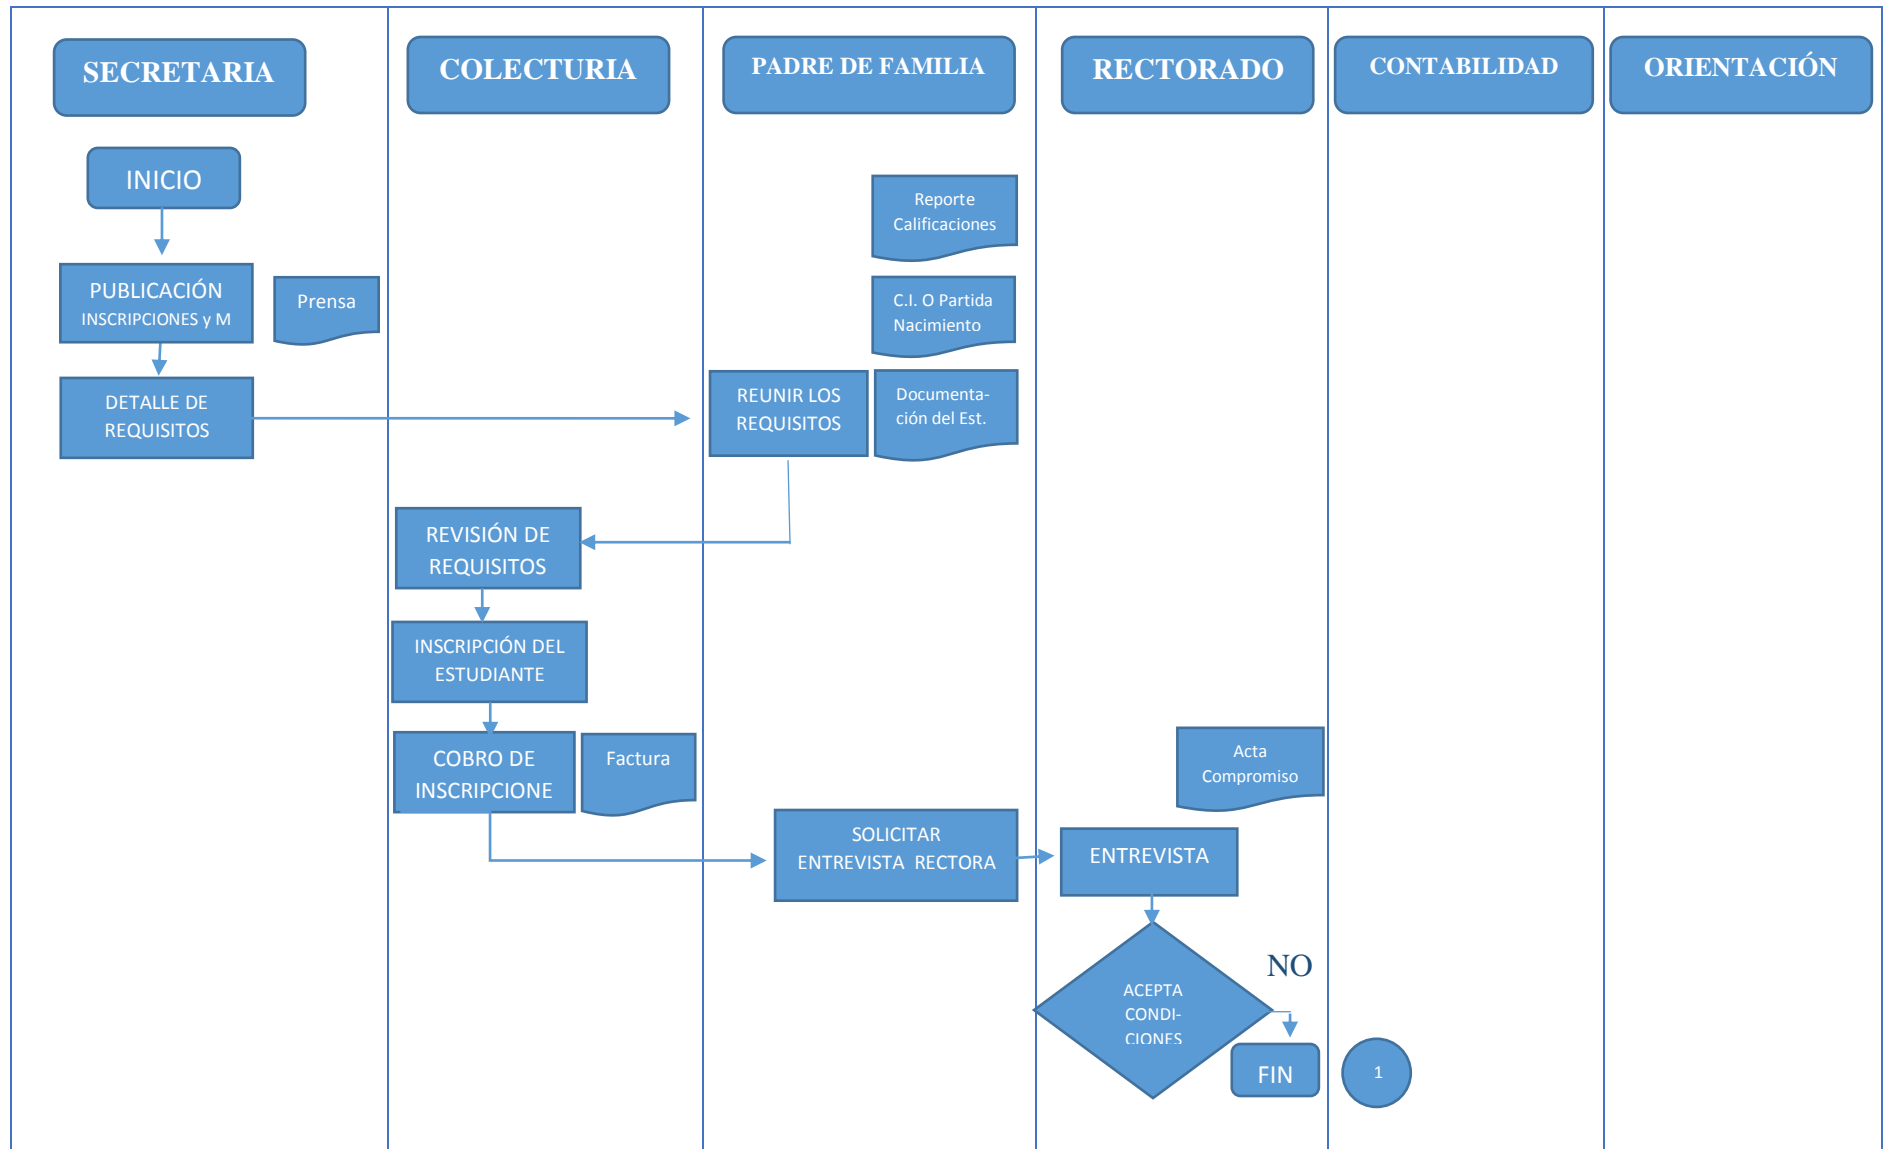 SECRETARIA
COLECTURIA
PADRE DE FAMILIA
RECTORADO
CONTABILIDAD
ORIENTACIÓN
INICIO
Reporte
Calificaciones
PUBLICACIÓN
INSCRIPCIONES y M
Prensa
C.I. O Partida
Nacimiento
DETALLE DE
REQUISITOS
REUNIR LOS
REQUISITOS
Documenta-
ción del Est.
REVISIÓN DE
REQUISITOS
INSCRIPCIÓN DEL
ESTUDIANTE
COBRO DE
INSCRIPCIONE
Factura
Acta
Compromiso
SOLICITAR
ENTREVISTA RECTORA
ENTREVISTA
NO
ACEPTA
CONDI-
CIONES
FIN
1